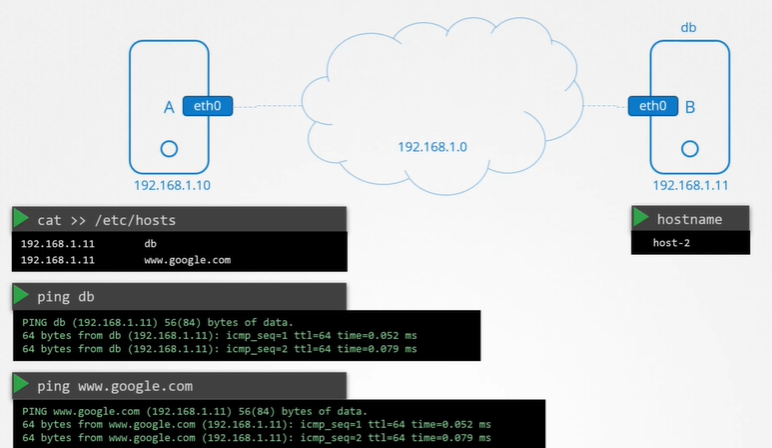 db
A
eth0
eth0
B
192.168.1.0
192.168.1.10
192.168.1.11
cat >> /etc/hosts
192.168.1.11 db
192.168.1.11 www.google.com
hostname
host-2
ping db
PING db (192.168.1.11) 56(84) bytes of data.
64 bytes from db (192.168.1.11): icmp_seq=1 ttl=64 time=0.052 ms
64 bytes from db (192.168.1.11): icmp_seq=2 ttl=64 time=0.079 ms
ping www.google.com
PING www.google.com (192.168.1.11) 56(84) bytes of data.
64 bytes from www.google.com (192.168.1.11): icmp_seq=1 ttl=64 time=0.052 ms
64 bytes from www.google.com (192.168.1.11): icmp_seq=2 ttl=64 time=0.079 ms